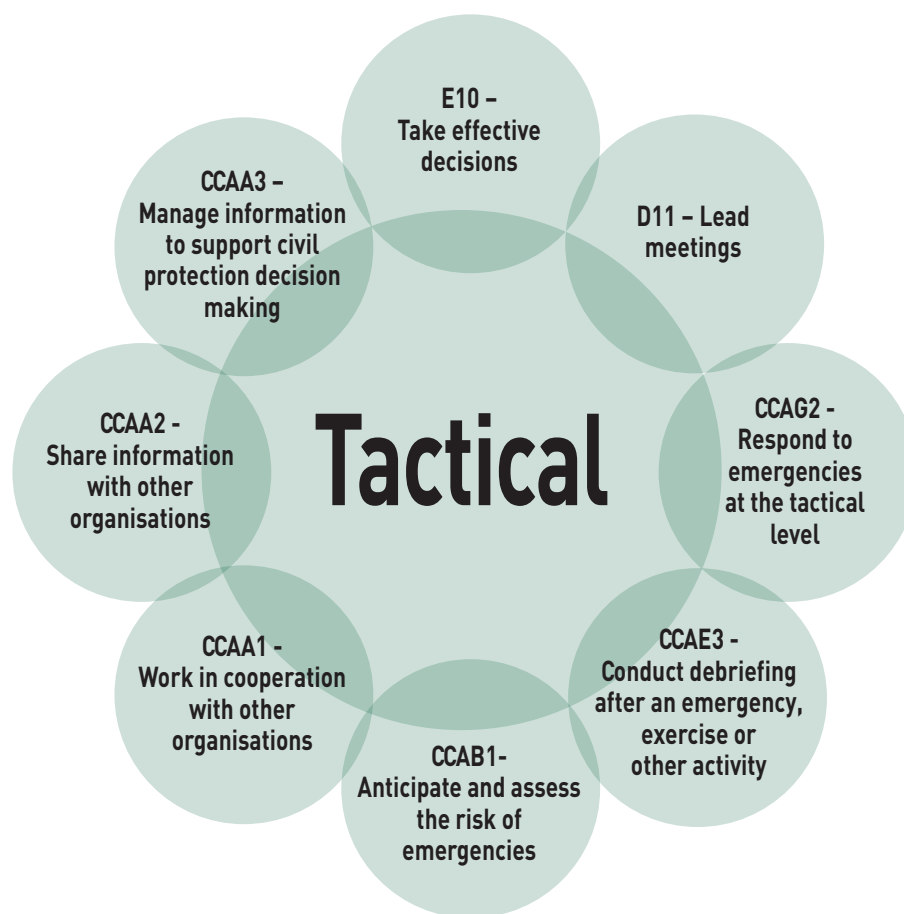 E10 –
Take effective
decisions
D11 – Lead
meetings
CCAG2 -
Respond to
emergencies
at the tactical
level
CCAE3 -
Conduct debriefing
after an emergency,
exercise or
other activity
CCAB1-
Anticipate and assess
the risk of
emergencies
CCAA1 -
Work in cooperation
with other
organisations
CCAA2 -
Share information
with other
organisations
CCAA3 –
Manage information
to support civil
protection decision
making
Tactical